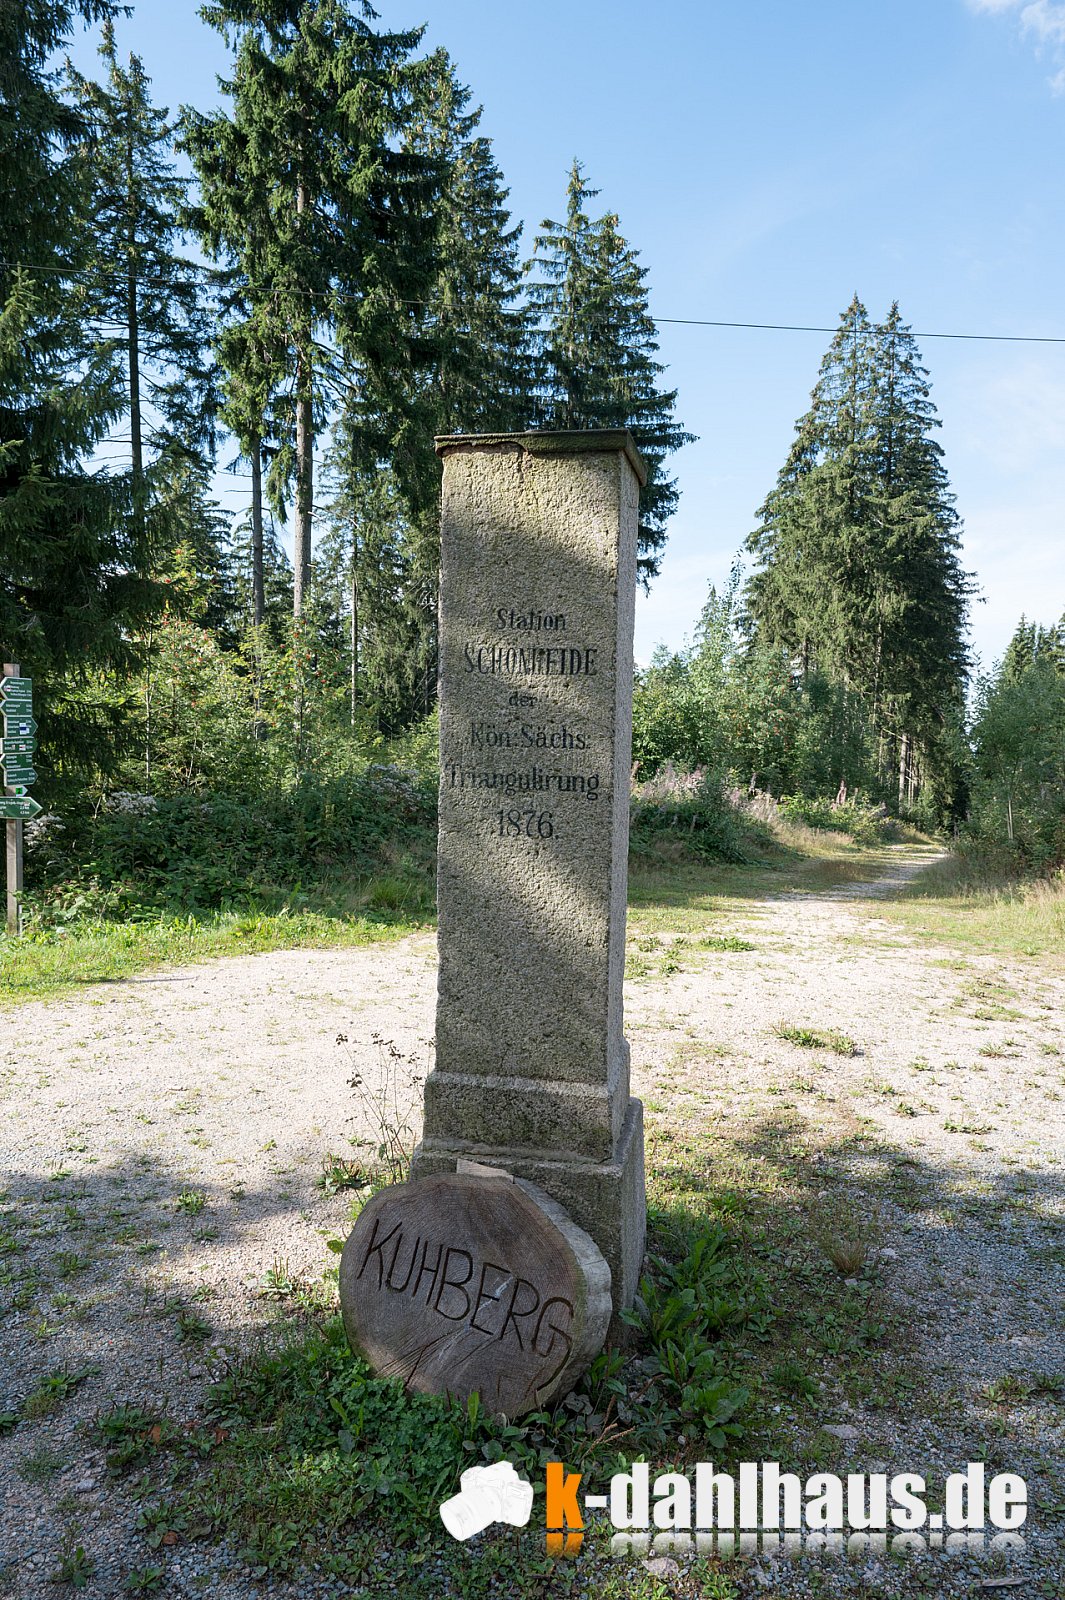 Station
SCHÖNHEIDE
der
Kön: Sächs:
Triangulirung
1876.
KUHBERG
k-dahlhaus.de